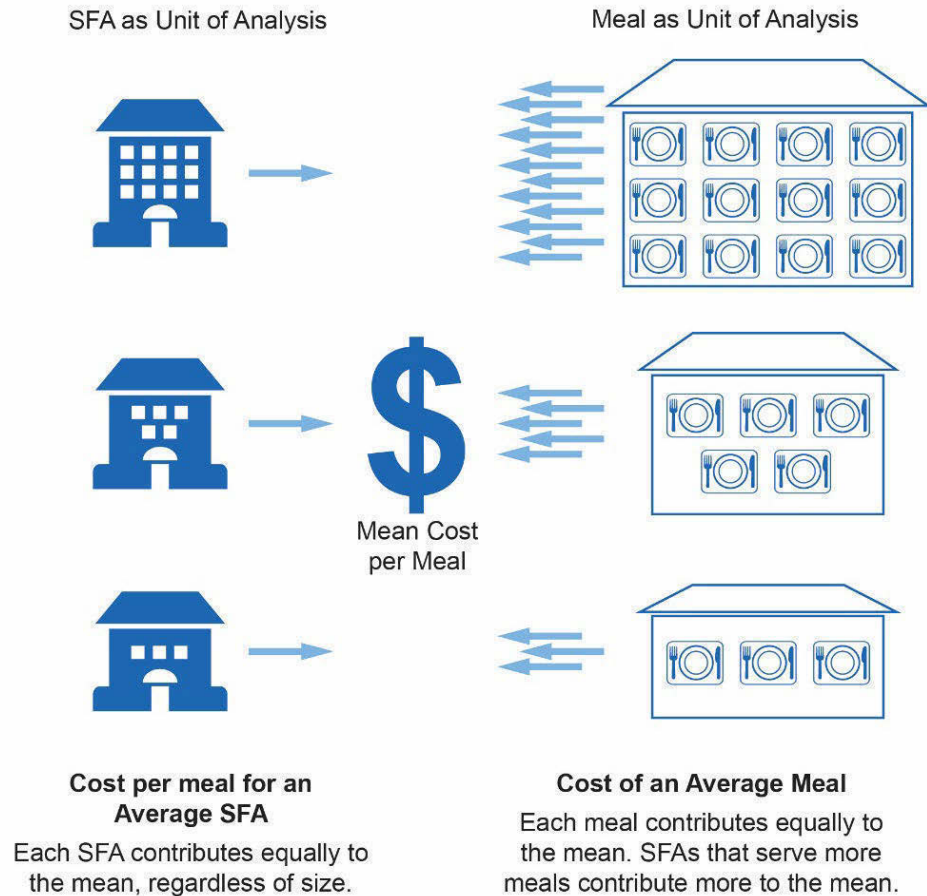 SFA as Unit of Analysis
Meal as Unit of Analysis
$
Mean Cost
per Meal
Cost per meal for an
Average SFA
Each SFA contributes equally to
the mean, regardless of size.
Cost of an Average Meal
Each meal contributes equally to
the mean. SFAs that serve more
meals contribute more to the mean.